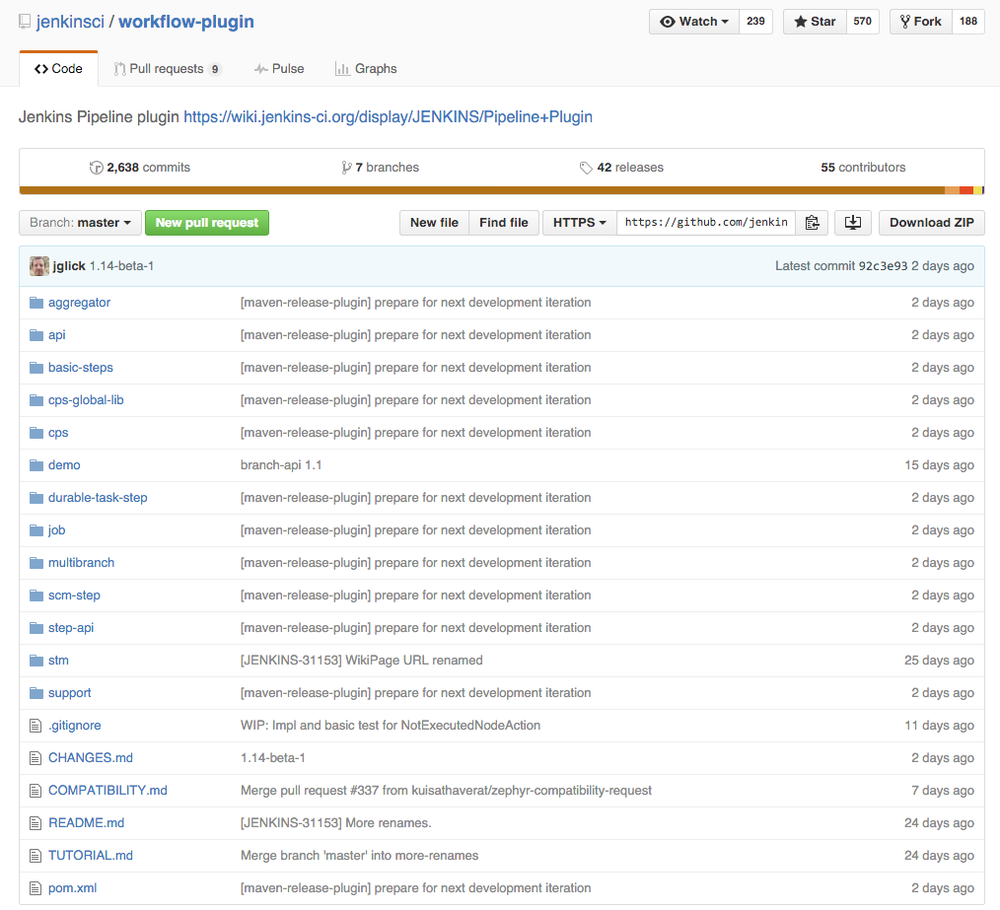 jenkinsci / workflow-plugin Watch 239 Star 570 Fork 188
Code Pull requests 9 Pulse Graphs
Jenkins Pipeline plugin https://wiki.jenkins-ci.org/display/JENKINS/Pipeline+Plugin
2,638 commits 7 branches 42 releases 55 contributors
Branch: master New pull request New file Find file HTTPS https://github.com/jenkin Download ZIP
jglick 1.14-beta-1 Latest commit 92c3e93 2 days ago
aggregator [maven-release-plugin] prepare for next development iteration 2 days ago
api [maven-release-plugin] prepare for next development iteration 2 days ago
basic-steps [maven-release-plugin] prepare for next development iteration 2 days ago
cps-global-lib [maven-release-plugin] prepare for next development iteration 2 days ago
cps [maven-release-plugin] prepare for next development iteration 2 days ago
demo branch-api 1.1 15 days ago
durable-task-step [maven-release-plugin] prepare for next development iteration 2 days ago
job [maven-release-plugin] prepare for next development iteration 2 days ago
multibranch [maven-release-plugin] prepare for next development iteration 2 days ago
scm-step [maven-release-plugin] prepare for next development iteration 2 days ago
step-api [maven-release-plugin] prepare for next development iteration 2 days ago
stm [JENKINS-31153] WikiPage URL renamed 25 days ago
support [maven-release-plugin] prepare for next development iteration 2 days ago
.gitignore WIP: Impl and basic test for NotExecutedNodeAction 11 days ago
CHANGES.md 1.14-beta-1 2 days ago
COMPATIBILITY.md Merge pull request #337 from kuisathaverat/zephyr-compatibility-request 7 days ago
README.md [JENKINS-31153] More renames. 24 days ago
TUTORIAL.md Merge branch 'master' into more-renames 24 days ago
pom.xml [maven-release-plugin] prepare for next development iteration 2 days ago